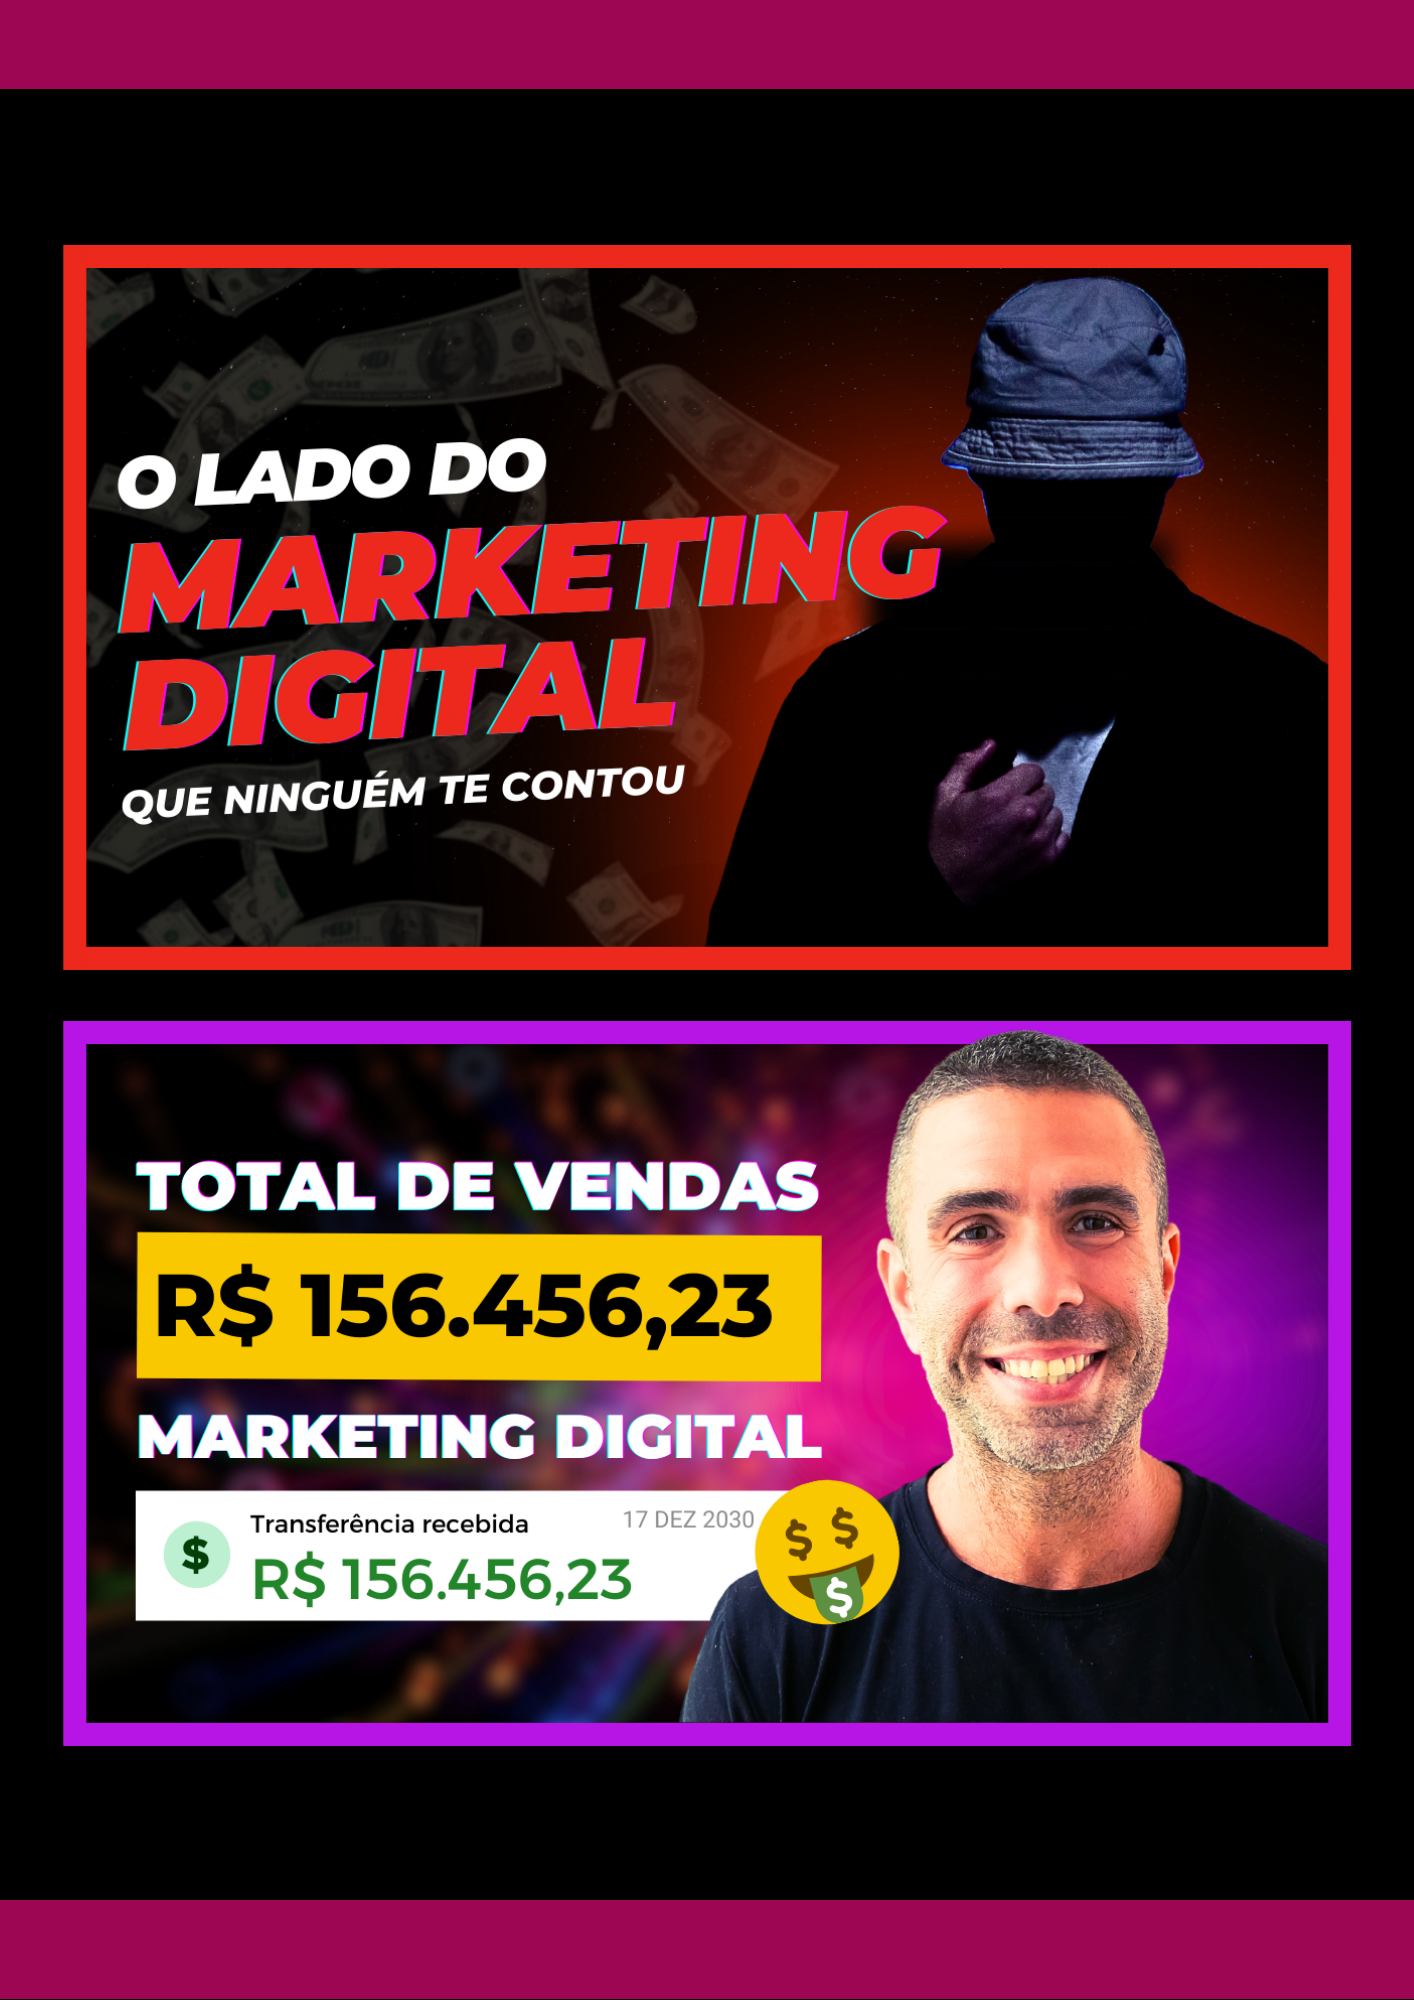 O LADO DO
MARKETING
DIGITAL
QUE NINGUÉM TE CONTOU
TOTAL DE VENDAS
R$ 156.456,23
MARKETING DIGITAL
$
Transferência recebida
17 DEZ 2030
R$ 156.456,23
$ $
$